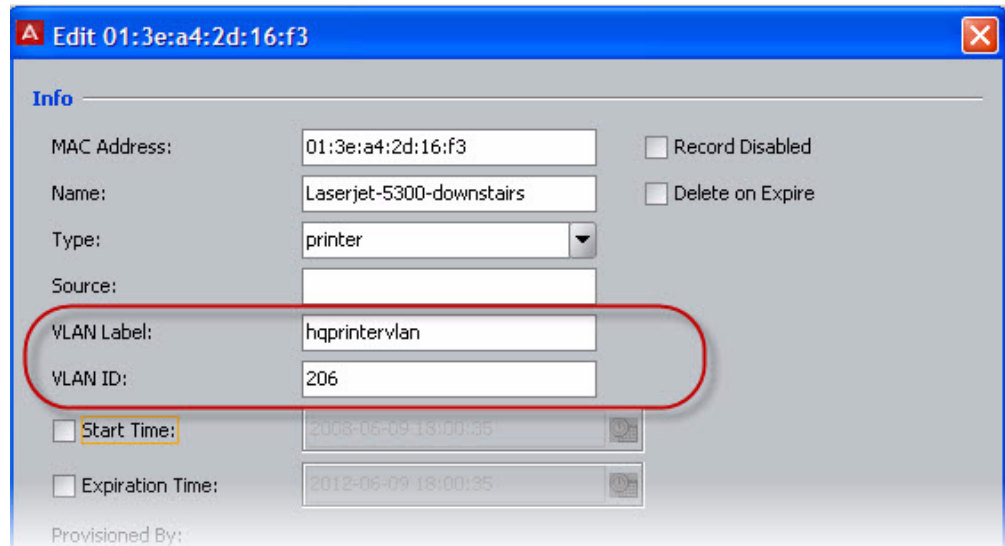 A Edit 01:3e:a4:2d:16:f3
Info
MAC Address: 01:3e:a4:2d:16:f3 Record Disabled
Name: Laserjet-5300-downstairs Delete on Expire
Type: printer
Source:
VLAN Label: hqprintervlan
VLAN ID: 206
Start Time: 2008-06-09 18:00:35
Expiration Time: 2012-06-09 18:00:35
Provisioned By: